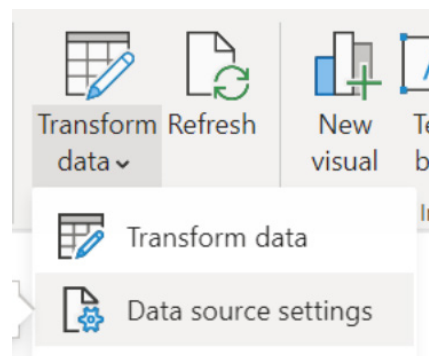 Transform data
Refresh
New visual
Transform data
Data source settings